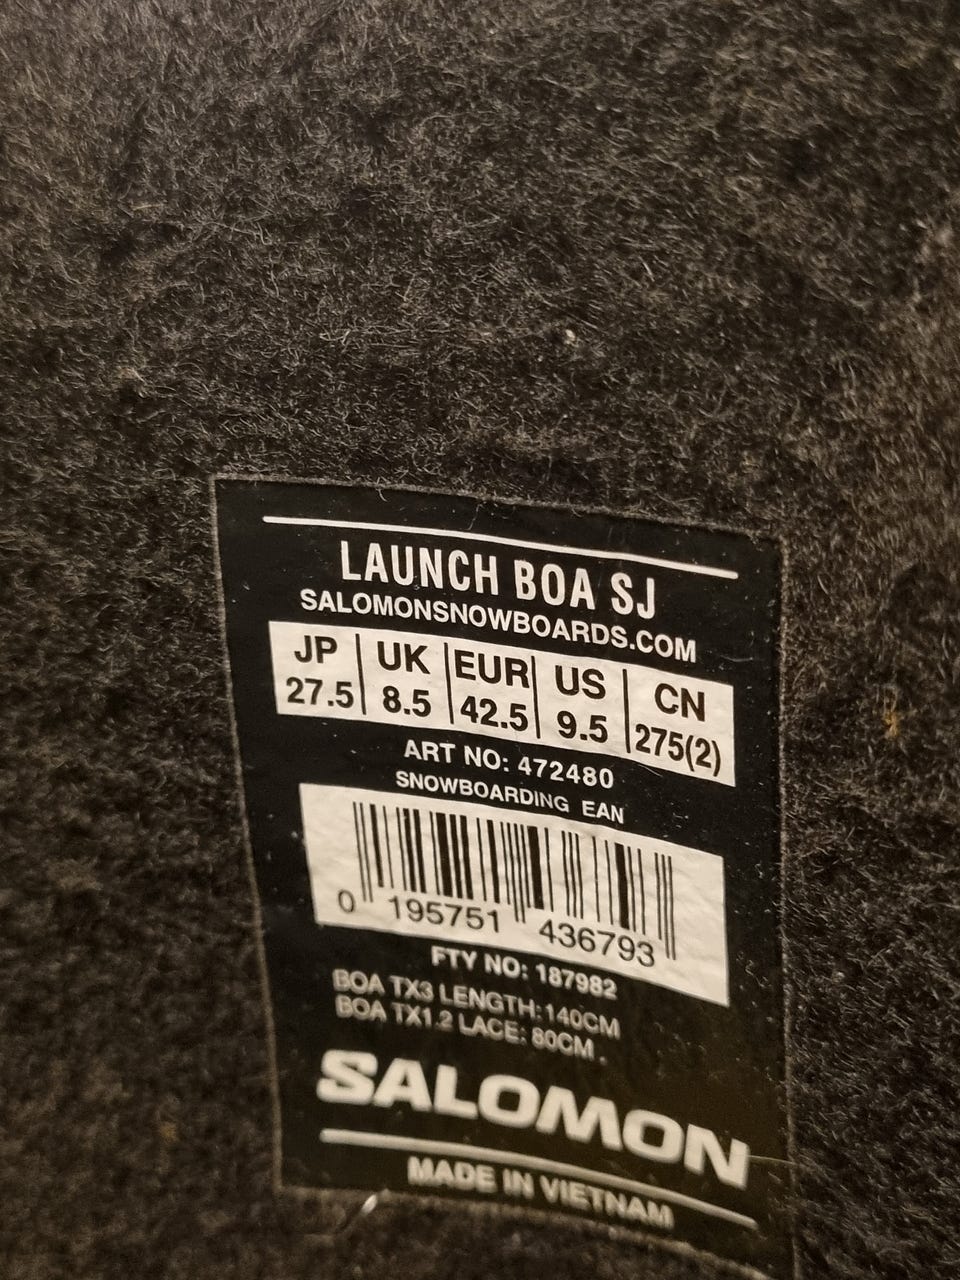 LAUNCH BOA SJ
SALOMONSNOWBOARDS.COM
JP UK EUR US CN
27.5 8.5 42.5 9.5 275(2)
ART NO: 472480
SNOWBOARDING EAN
0 195751 436793
FTY NO: 187982
BOA TX3 LENGTH:140CM
BOA TX1.2 LACE: 80CM .
SALOMON
MADE IN VIETNAM